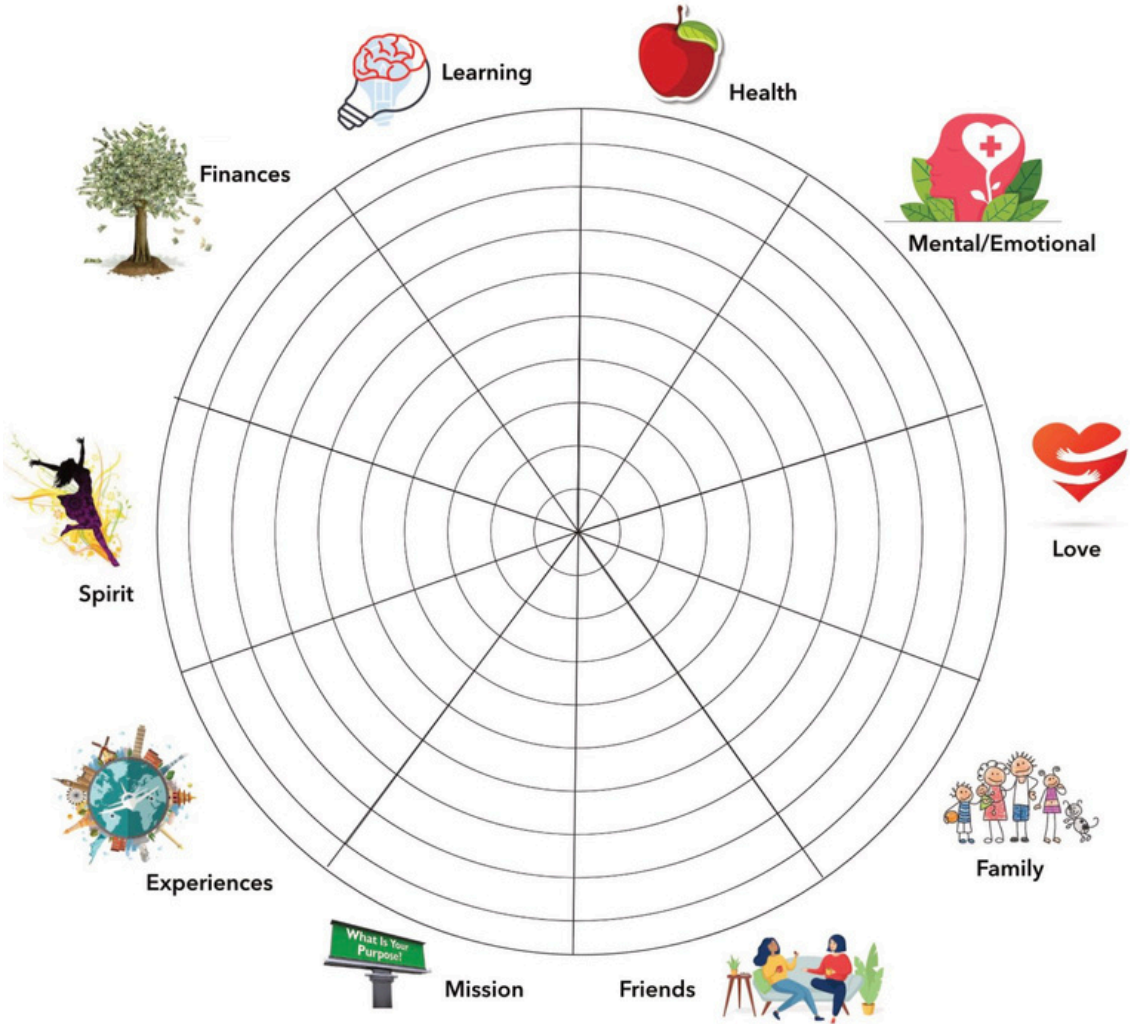 Learning
Health
Finances
Mental/Emotional
Love
Spirit
Family
Experiences
What Is Your
Purpose!
Mission
Friends